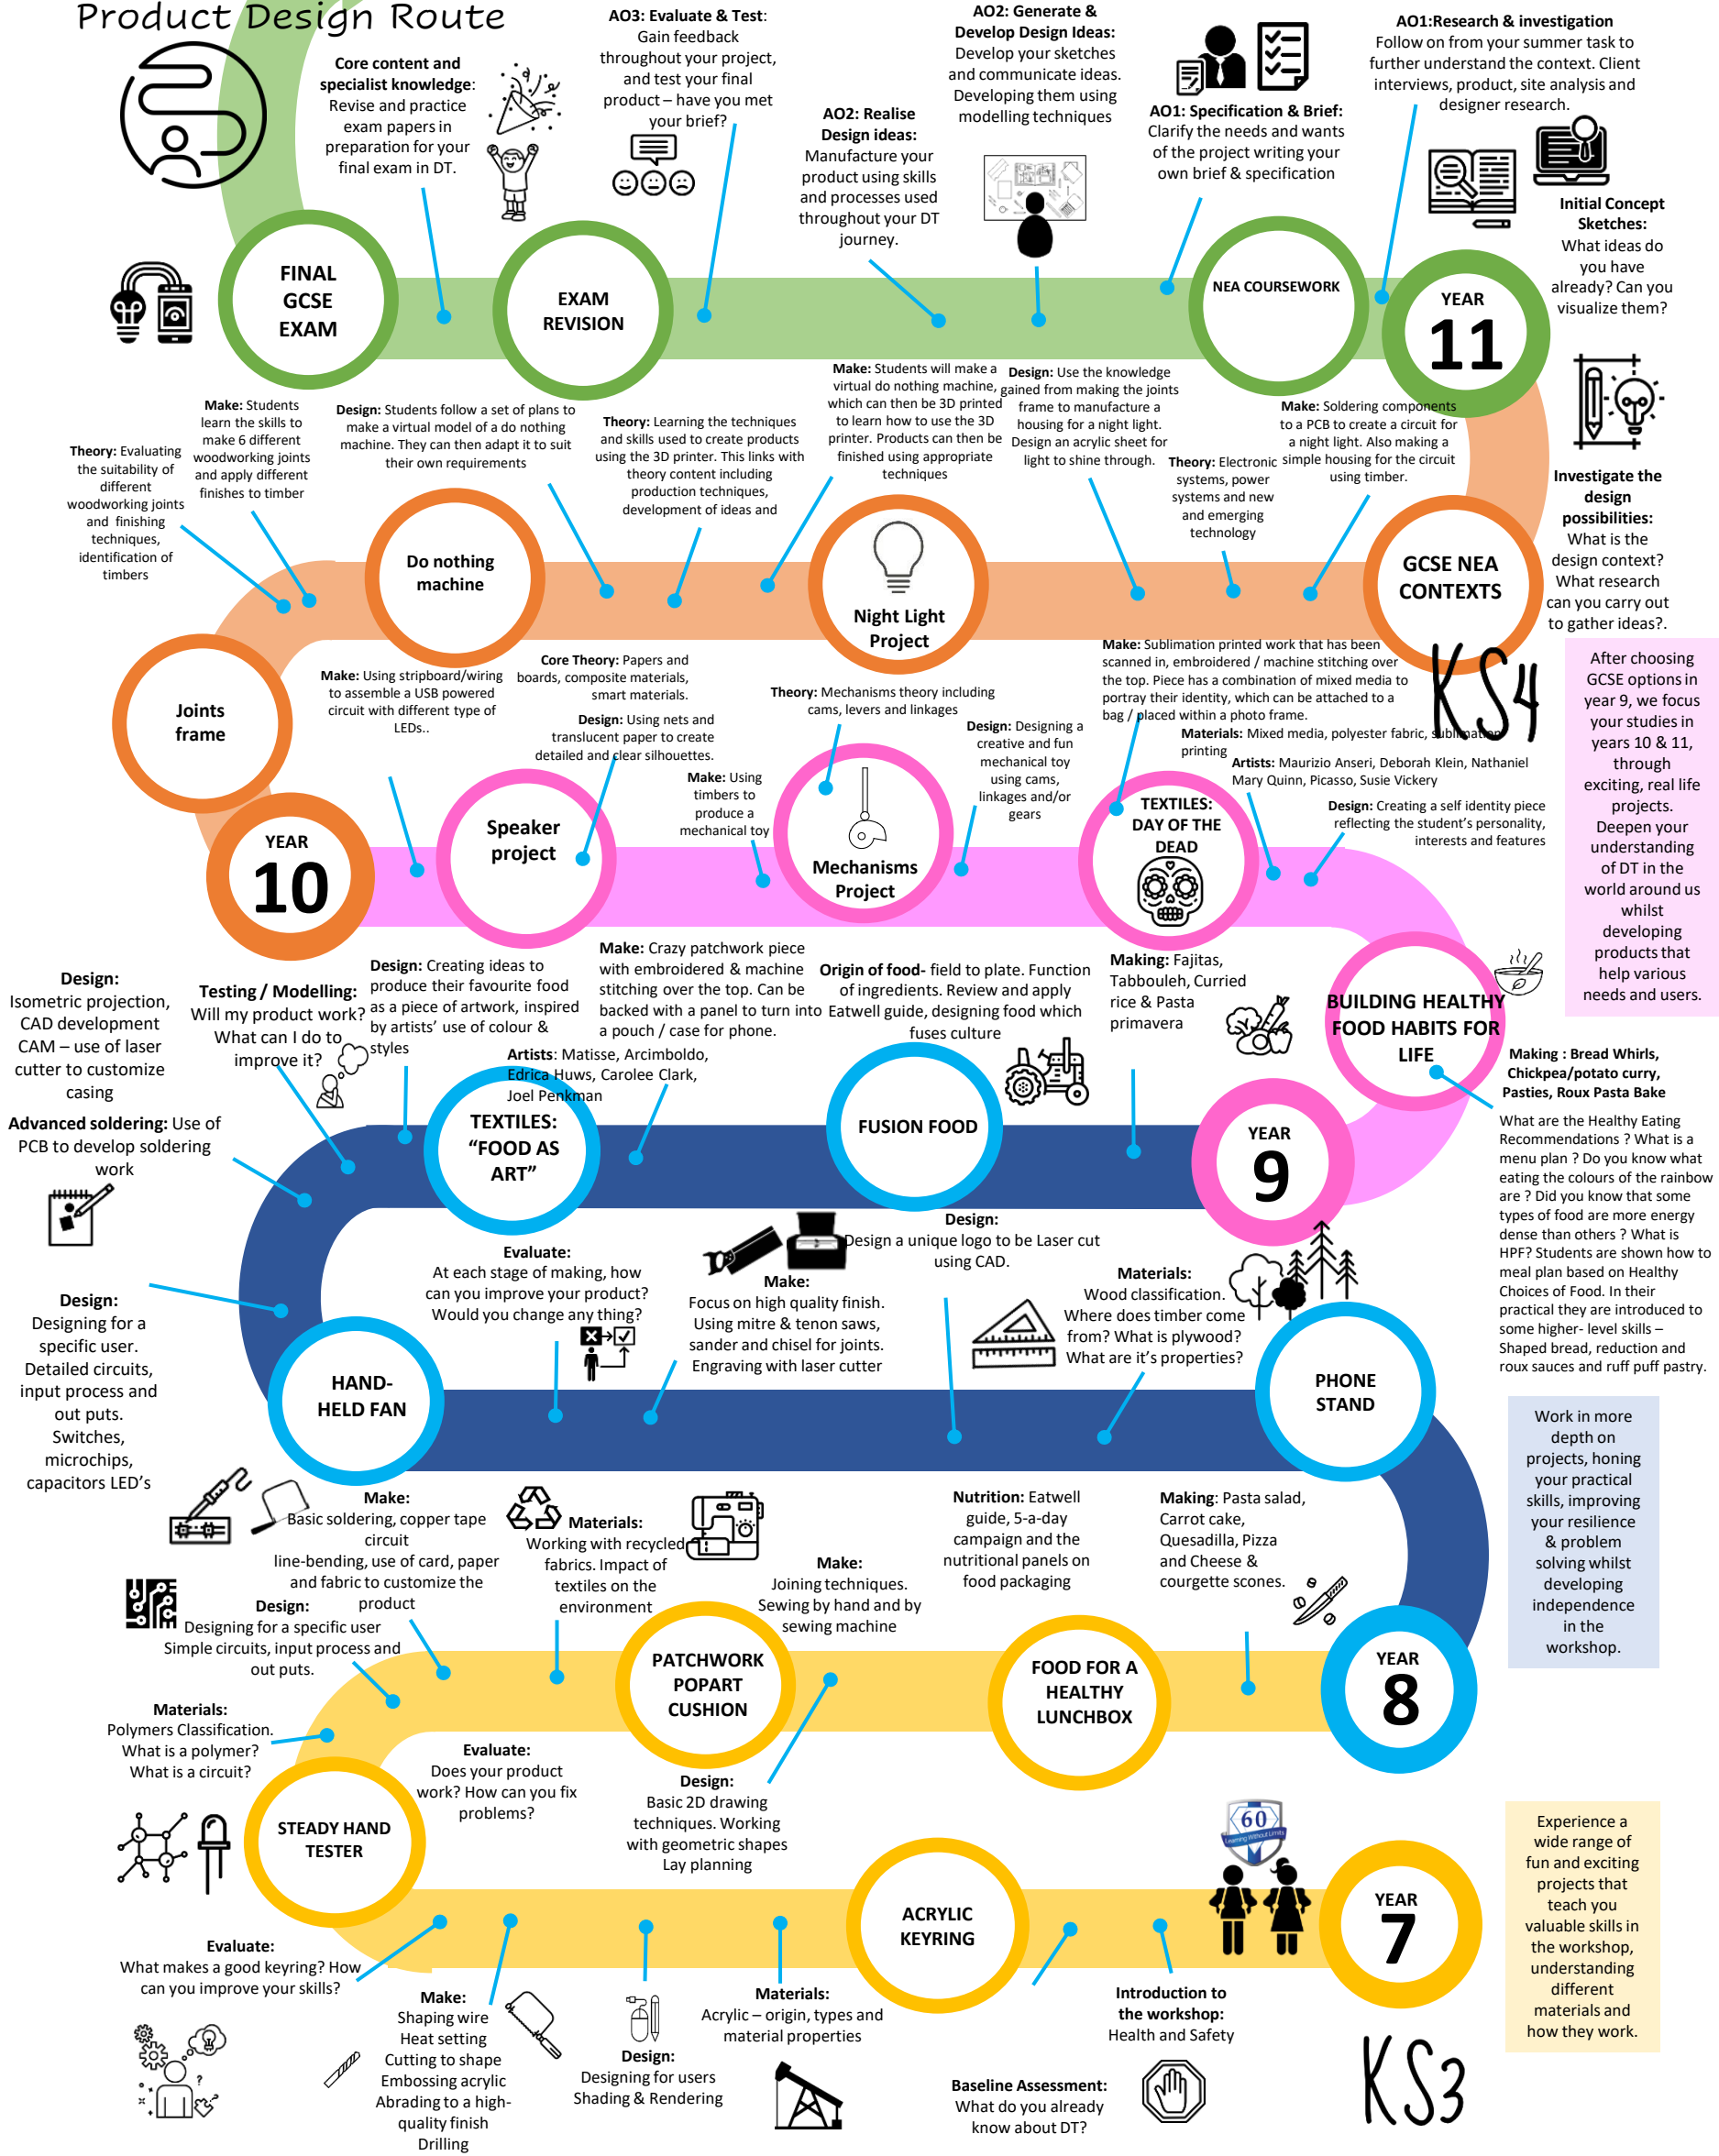 Product Design Route
Core content and
specialist knowledge:
Revise and practice
exam papers in
preparation for your
final exam in DT.
AO3: Evaluate & Test:
Gain feedback
throughout your project,
and test your final
product – have you met
your brief?
AO2: Realise
Design ideas:
Manufacture your
product using skills
and processes used
throughout your DT
journey.
AO2: Generate &
Develop Design Ideas:
Develop your sketches
and communicate ideas.
Developing them using
modelling techniques
AO1: Specification & Brief:
Clarify the needs and wants
of the project writing your
own brief & specification
AO1:Research & investigation
Follow on from your summer task to
further understand the context. Client
interviews, product, site analysis and
designer research.
Initial Concept
Sketches:
What ideas do
you have
already? Can you
visualize them?
FINAL
GCSE
EXAM
EXAM
REVISION
NEA COURSEWORK
YEAR
11
Theory: Evaluating
the suitability of
different
woodworking joints
and finishing
techniques,
identification of
timbers
Make: Students
learn the skills to
make 6 different
woodworking joints
and apply different
finishes to timber
Design: Students follow a set of plans to
make a virtual model of a do nothing
machine. They can then adapt it to suit
their own requirements
Theory: Learning the techniques
and skills used to create products
using the 3D printer. This links with
theory content including
production techniques,
development of ideas and
Make: Students will make a
virtual do nothing machine,
which can then be 3D printed
to learn how to use the 3D
printer. Products can then be
finished using appropriate
techniques
Design: Use the knowledge
gained from making the joints
frame to manufacture a
housing for a night light.
Design an acrylic sheet for
light to shine through.
Theory: Electronic
systems, power
systems and new
and emerging
technology
Make: Soldering components
to a PCB to create a circuit for
a night light. Also making a
simple housing for the circuit
using timber.
Investigate the
design
possibilities:
What is the
design context?
What research
can you carry out
to gather ideas?.
Do nothing
machine
Night Light
Project
GCSE NEA
CONTEXTS
KS4
Joints
frame
Make: Using stripboard/wiring
to assemble a USB powered
circuit with different type of
LEDs..
Core Theory: Papers and
boards, composite materials,
smart materials.
Design: Using nets and
translucent paper to create
detailed and clear silhouettes.
Make: Using
timbers to
produce a
mechanical toy
Theory: Mechanisms theory including
cams, levers and linkages
Design: Designing a
creative and fun
mechanical toy
using cams,
linkages and/or
gears
Make: Sublimation printed work that has been
scanned in, embroidered / machine stitching over
the top. Piece has a combination of mixed media to
portray their identity, which can be attached to a
bag / placed within a photo frame.
Materials: Mixed media, polyester fabric, sublimation
printing
Artists: Maurizio Anseri, Deborah Klein, Nathaniel
Mary Quinn, Picasso, Susie Vickery
Design: Creating a self identity piece
reflecting the student's personality,
interests and features
After choosing
GCSE options in
year 9, we focus
your studies in
years 10 & 11,
through
exciting, real life
projects.
Deepen your
understanding
of DT in the
world around us
whilst
developing
products that
help various
needs and users.
YEAR
10
Speaker
project
Mechanisms
Project
TEXTILES:
DAY OF THE
DEAD
BUILDING HEALTHY
FOOD HABITS FOR
LIFE
Design:
Isometric projection,
CAD development
CAM – use of laser
cutter to customize
casing
Testing / Modelling:
Will my product work?
What can I do to
improve it?
Design: Creating ideas to
produce their favourite food
as a piece of artwork, inspired
by artists' use of colour &
styles
Make: Crazy patchwork piece
with embroidered & machine
stitching over the top. Can be
backed with a panel to turn into
a pouch / case for phone.
Artists: Matisse, Arcimboldo,
Edrica Huws, Carolee Clark,
Joel Penkman
Origin of food- field to plate. Function
of ingredients. Review and apply
Eatwell guide, designing food which
fuses culture
Making: Fajitas,
Tabbouleh, Curried
rice & Pasta
primavera
Making : Bread Whirls,
Chickpea/potato curry,
Pasties, Roux Pasta Bake
What are the Healthy Eating
Recommendations ? What is a
menu plan ? Do you know what
eating the colours of the rainbow
are ? Did you know that some
types of food are more energy
dense than others ? What is
HPF? Students are shown how to
meal plan based on Healthy
Choices of Food. In their
practical they are introduced to
some higher- level skills –
Shaped bread, reduction and
roux sauces and ruff puff pastry.
Advanced soldering: Use of
PCB to develop soldering
work
TEXTILES:
"FOOD AS
ART"
FUSION FOOD
YEAR
9
Design:
Designing for a
specific user.
Detailed circuits,
input process and
out puts.
Switches,
microchips,
capacitors LED's
Evaluate:
At each stage of making, how
can you improve your product?
Would you change any thing?
Make:
Focus on high quality finish.
Using mitre & tenon saws,
sander and chisel for joints.
Engraving with laser cutter
Design:
Design a unique logo to be Laser cut
using CAD.
Materials:
Wood classification.
Where does timber come
from? What is plywood?
What are it's properties?
HAND-
HELD FAN
PHONE
STAND
Work in more
depth on
projects, honing
your practical
skills, improving
your resilience
& problem
solving whilst
developing
independence
in the
workshop.
Make:
Basic soldering, copper tape
circuit
line-bending, use of card, paper
and fabric to customize the
product
Design:
Designing for a specific user
Simple circuits, input process and
out puts.
Materials:
Working with recycled
fabrics. Impact of
textiles on the
environment
Make:
Joining techniques.
Sewing by hand and by
sewing machine
Nutrition: Eatwell
guide, 5-a-day
campaign and the
nutritional panels on
food packaging
Making: Pasta salad,
Carrot cake,
Quesadilla, Pizza
and Cheese &
courgette scones.
PATCHWORK
POPART
CUSHION
FOOD FOR A
HEALTHY
LUNCHBOX
YEAR
8
Materials:
Polymers Classification.
What is a polymer?
What is a circuit?
Evaluate:
Does your product
work? How can you fix
problems?
Design:
Basic 2D drawing
techniques. Working
with geometric shapes
Lay planning
STEADY HAND
TESTER
60
Learning Without Limits
ACRYLIC
KEYRING
YEAR
7
Experience a
wide range of
fun and exciting
projects that
teach you
valuable skills in
the workshop,
understanding
different
materials and
how they work.
Evaluate:
What makes a good keyring? How
can you improve your skills?
Make:
Shaping wire
Heat setting
Cutting to shape
Embossing acrylic
Abrading to a high-
quality finish
Drilling
Design:
Designing for users
Shading & Rendering
Materials:
Acrylic – origin, types and
material properties
Introduction to
the workshop:
Health and Safety
Baseline Assessment:
What do you already
know about DT?
KS3